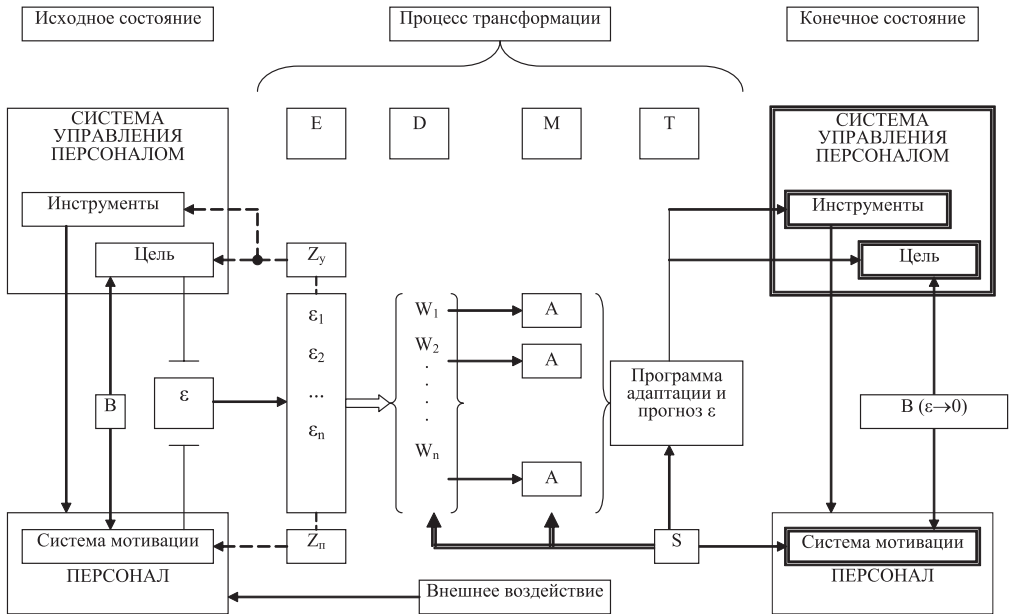 Исходное состояние
Процесс трансформации
Конечное состояние
E
D
M
T
СИСТЕМА
УПРАВЛЕНИЯ
ПЕРСОНАЛОМ
Инструменты
Цель
B
ε
Система мотивации
ПЕРСОНАЛ
Zу
ε1
ε2
...
εn
Zп
W1
W2
.
.
.
.
Wn
A
A
A
Программа
адаптации и
прогноз ε
S
Внешнее воздействие
СИСТЕМА
УПРАВЛЕНИЯ
ПЕРСОНАЛОМ
Инструменты
Цель
B (ε→0)
Система мотивации
ПЕРСОНАЛ